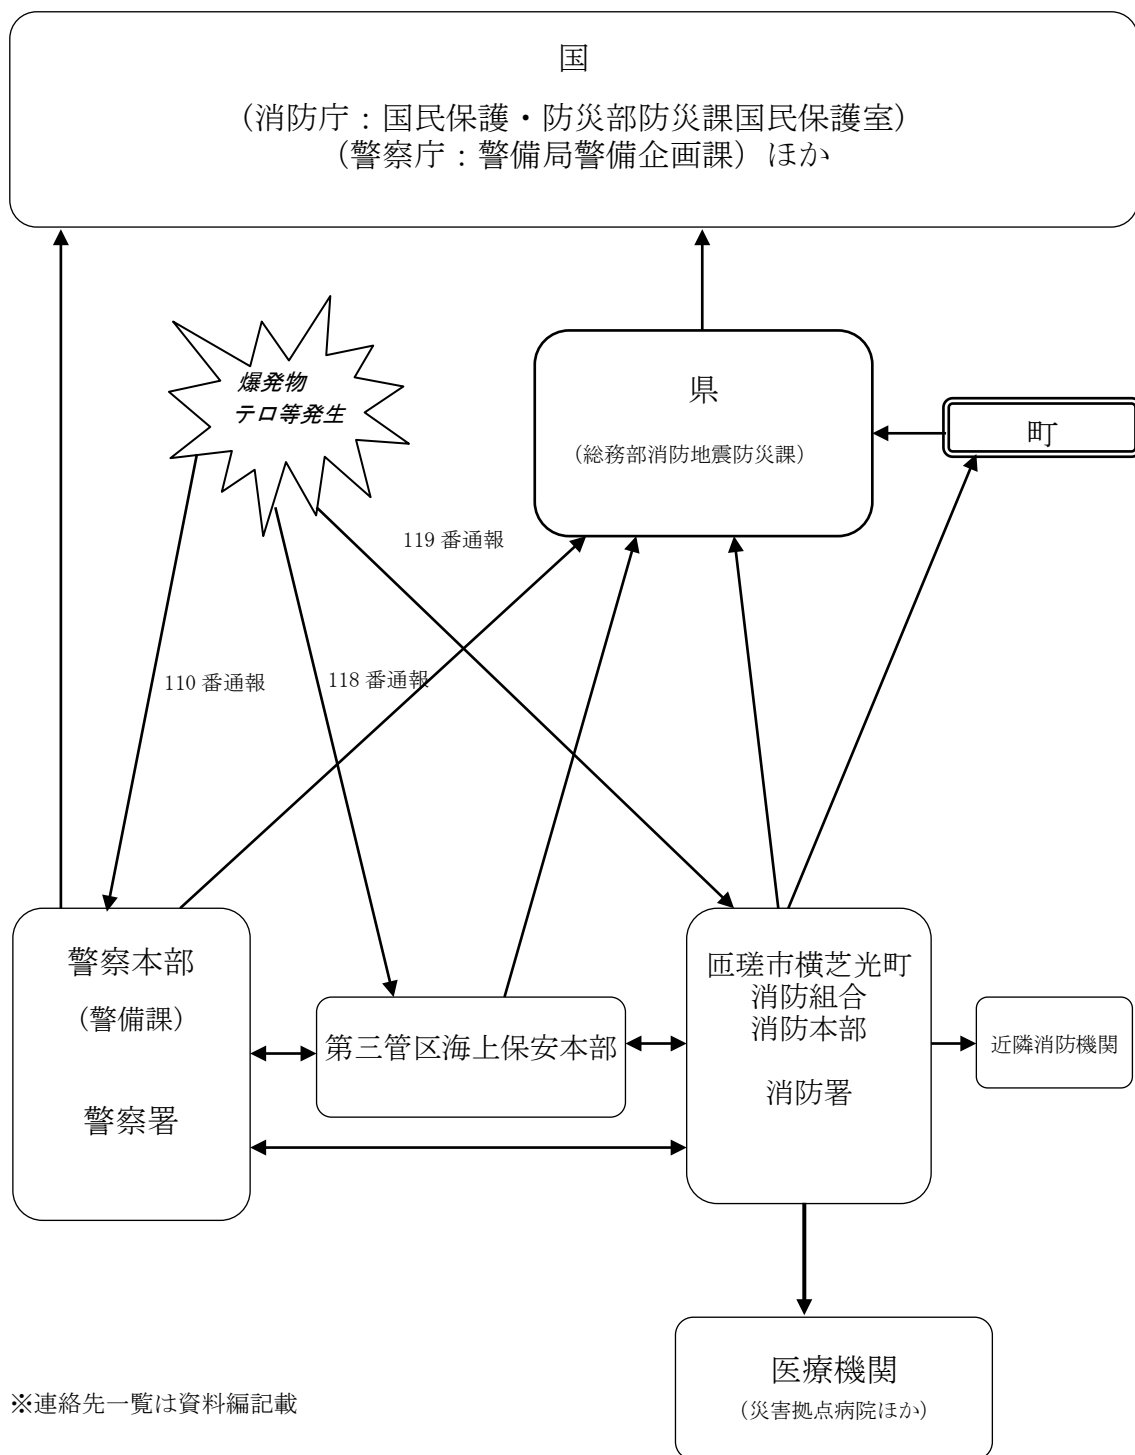 国
（消防庁：国民保護・防災部防災課国民保護室）
（警察庁：警備局警備企画課）ほか
爆発物
テロ等発生
県
（総務部消防地震防災課）
町
119 番通報
110 番通報
118 番通報
警察本部
（警備課）
警察署
第三管区海上保安本部
匝瑳市横芝光町
消防組合
消防本部
消防署
近隣消防機関
医療機関
（災害拠点病院ほか）
※連絡先一覧は資料編記載